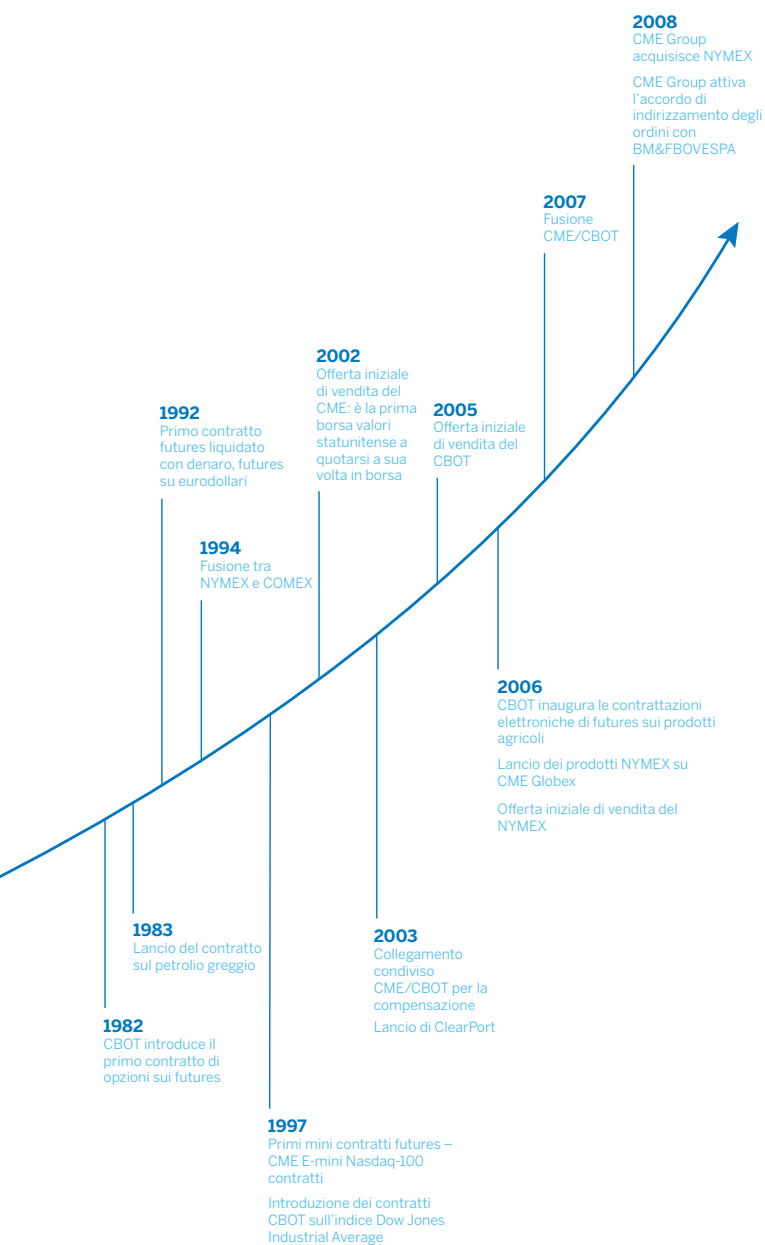 2008
CME Group
acquisisce NYMEX
CME Group attiva
l'accordo di
indirizzamento degli
ordini con
BM&FBOVESPA
2007
Fusione
CME/CBOT
2002
Offerta iniziale
di vendita del
CME: è la prima
borsa valori
statunitense a
quotarsi a sua
volta in borsa
2005
Offerta iniziale
di vendita del
CBOT
1992
Primo contratto
futures liquidato
con denaro, futures
su eurodollari
1994
Fusione tra
NYMEX e COMEX
2006
CBOT inaugura le contrattazioni
elettroniche di futures sui prodotti
agricoli
Lancio dei prodotti NYMEX su
CME Globex
Offerta iniziale di vendita del
NYMEX
1983
Lancio del contratto
sul petrolio greggio
2003
Collegamento
condiviso
CME/CBOT per la
compensazione
Lancio di ClearPort
1982
CBOT introduce il
primo contratto di
opzioni sui futures
1997
Primi mini contratti futures –
CME E-mini Nasdaq-100
contratti
Introduzione dei contratti
CBOT sull'indice Dow Jones
Industrial Average